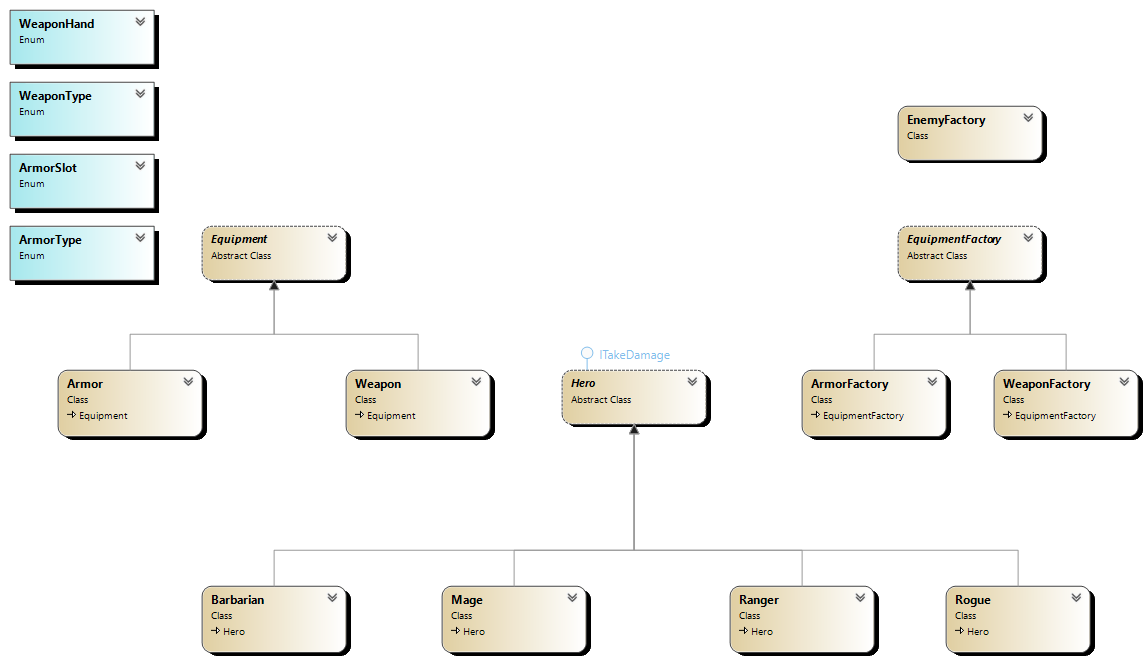 WeaponHand
Enum
WeaponType
Enum
ArmorSlot
Enum
ArmorType
Enum
EnemyFactory
Class
Equipment
Abstract Class
EquipmentFactory
Abstract Class
Armor
Class
Equipment
Weapon
Class
Equipment
ITakeDamage
Hero
Abstract Class
ArmorFactory
Class
EquipmentFactory
WeaponFactory
Class
EquipmentFactory
Barbarian
Class
Hero
Mage
Class
Hero
Ranger
Class
Hero
Rogue
Class
Hero